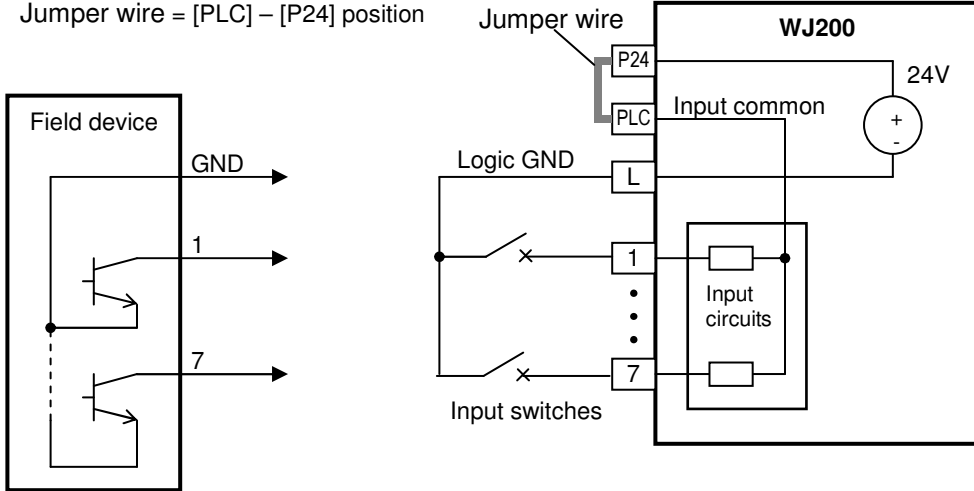 Jumper wire = [PLC] – [P24] position
Jumper wire
WJ200
P24
24V
PLC
Input common
+
-
Field device
GND
Logic GND
L
1
1
Input
circuits
7
7
Input switches